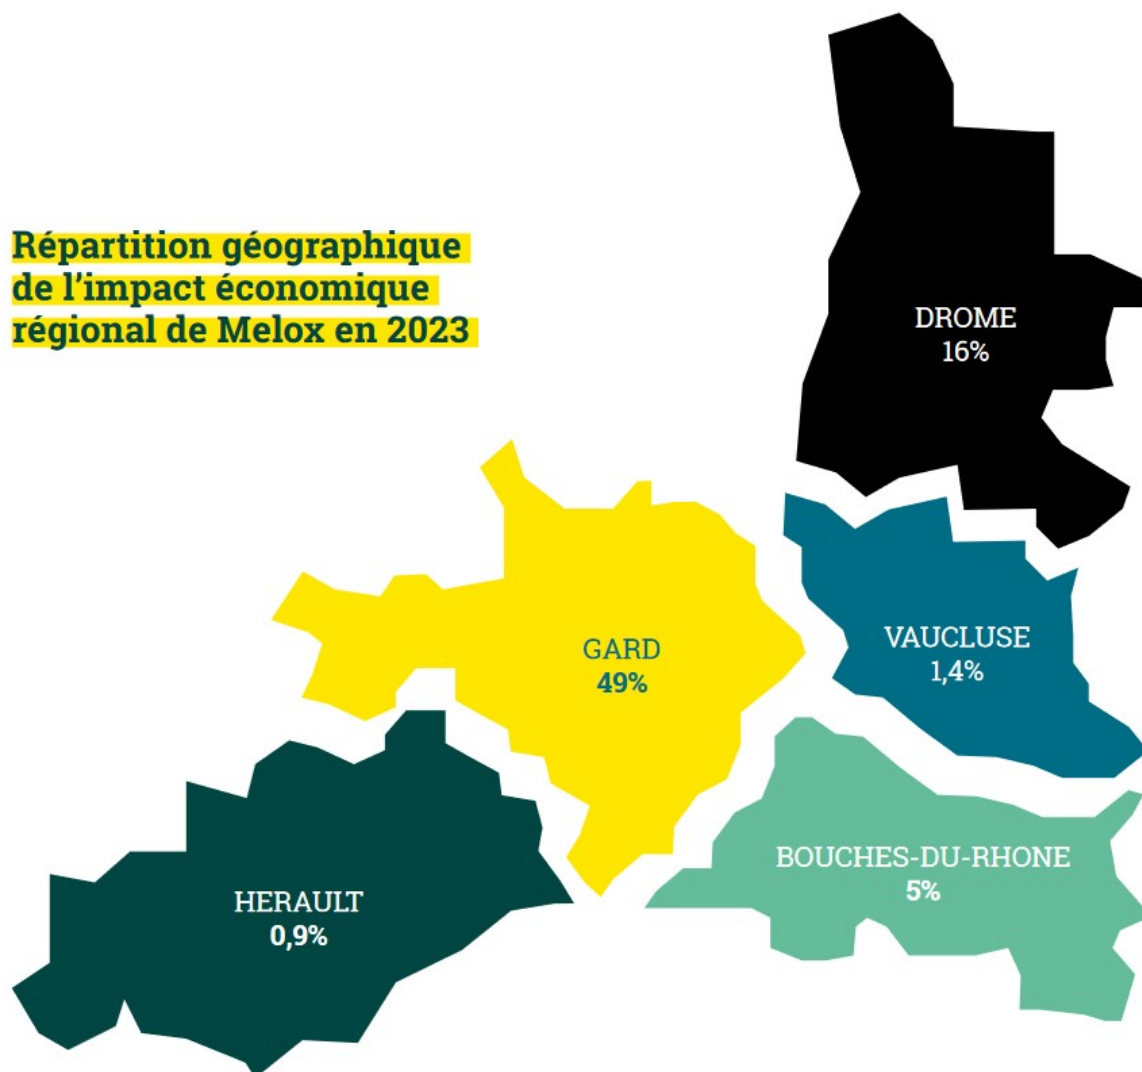 Répartition géographique
de l’impact économique
régional de Melox en 2023
DROME
16%
GARD
49%
VAUCLUSE
1,4%
BOUCHES-DU-RHONE
5%
HERAULT
0,9%